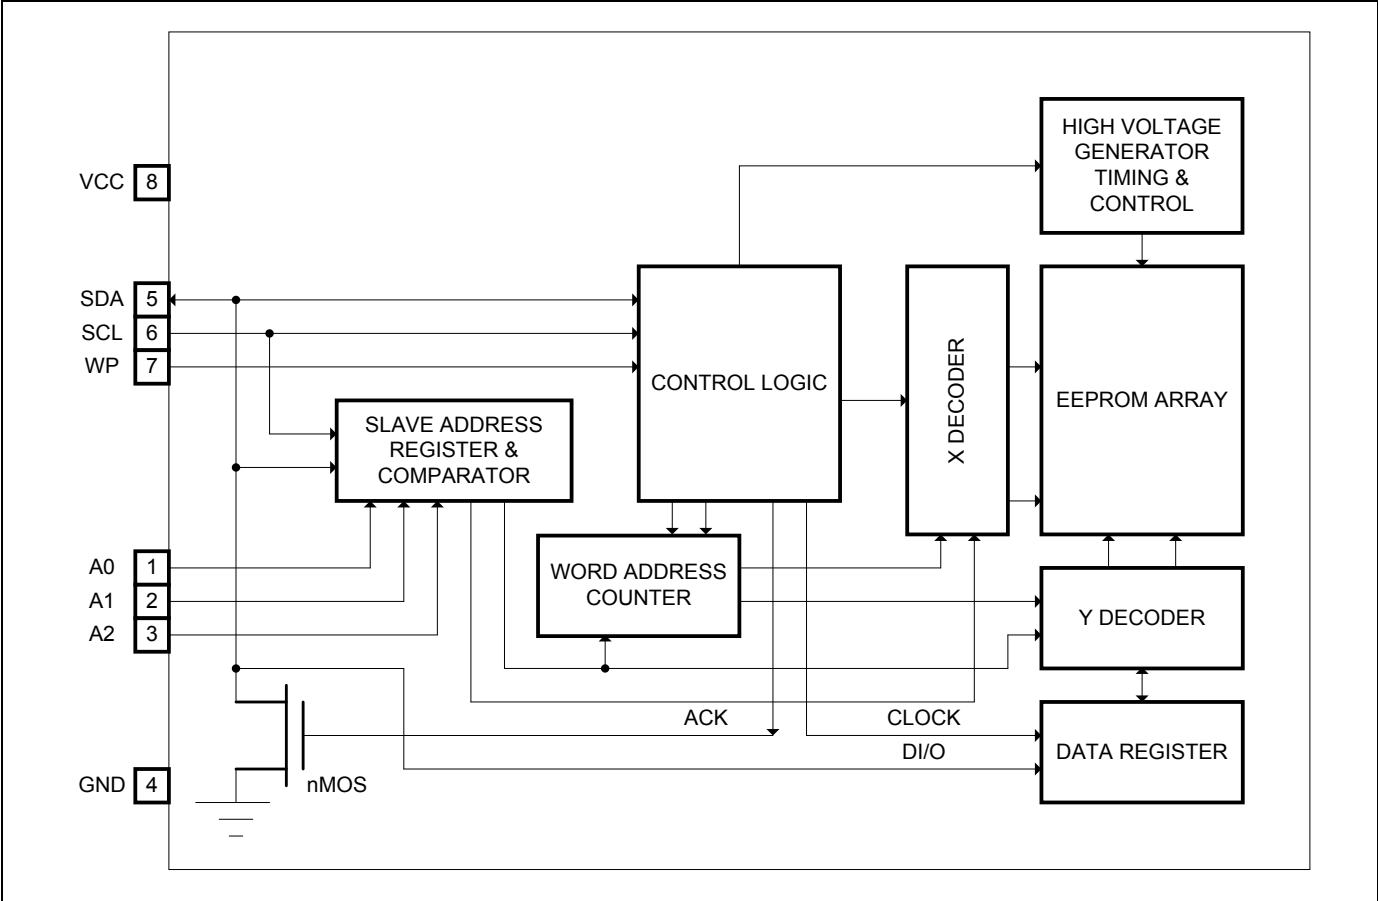 HIGH VOLTAGE
GENERATOR
TIMING &
CONTROL
VCC 8
SDA 5
SCL 6
WP 7
CONTROL LOGIC
X DECODER
EEPROM ARRAY
SLAVE ADDRESS
REGISTER &
COMPARATOR
A0 1
A1 2
A2 3
WORD ADDRESS
COUNTER
Y DECODER
ACK
CLOCK
DI/O
DATA REGISTER
GND 4
nMOS